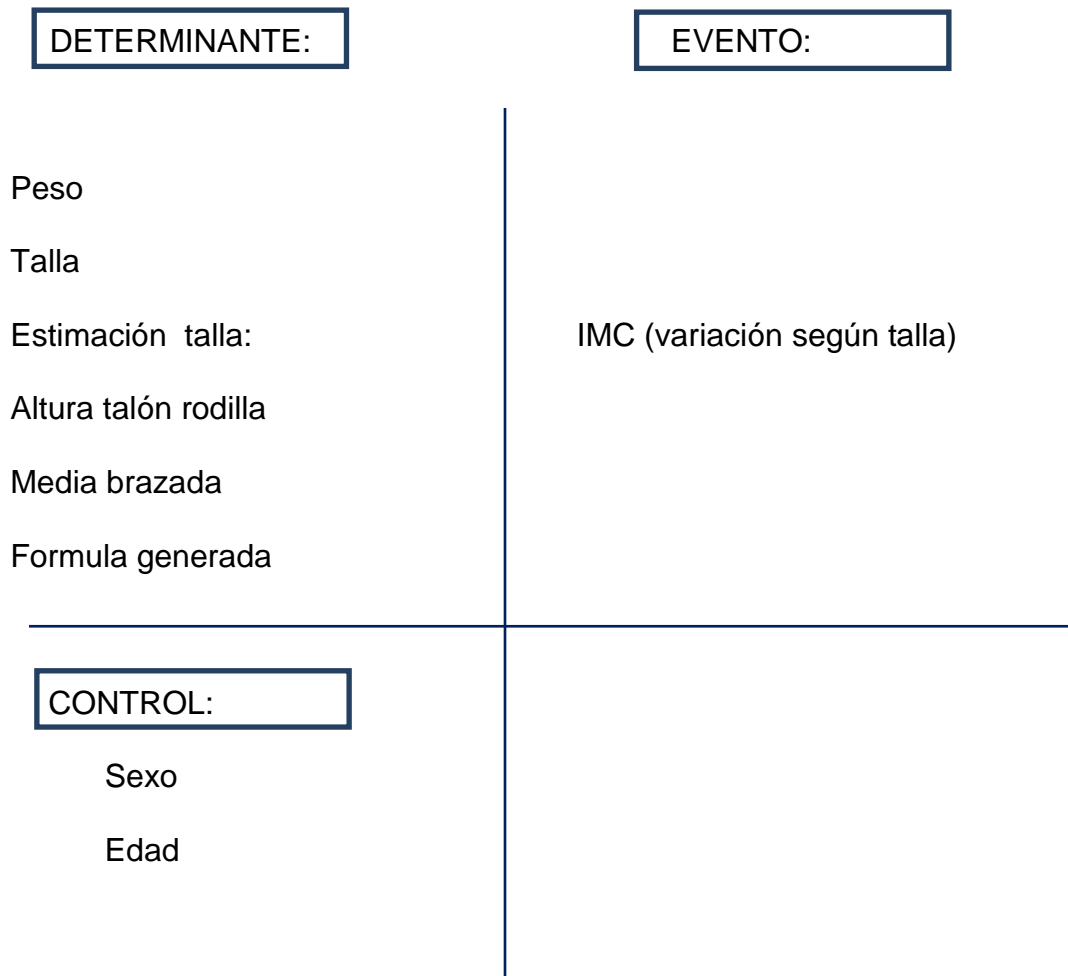 DETERMINANTE:
EVENTO:
Peso
Talla
Estimación talla:
IMC (variación según talla)
Altura talón rodilla
Media brazada
Formula generada
CONTROL:
Sexo
Edad